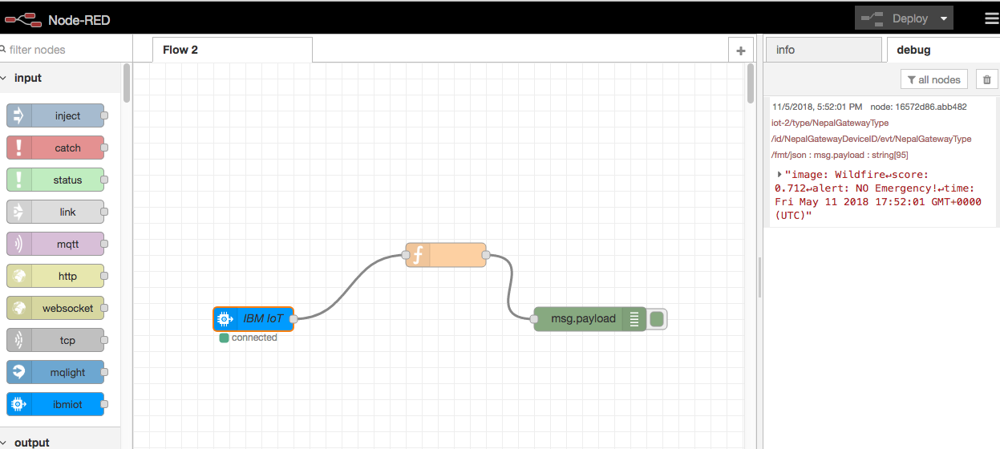 Node-RED
Deploy
filter nodes
Flow 2
+
info
debug
input
all nodes
inject
catch
status
link
mqtt
http
websocket
tcp
mqlight
ibmiot
output
f
IBM IoT
connected
msg.payload
11/5/2018, 5:52:01 PM node: 16572d86.abb482
iot-2/type/NepalGatewayType
/id/NepalGatewayDeviceID/evt/NepalGatewayType
/fmt/json : msg.payload : string[95]
"image: Wildfire↵score:
0.712↵alert: NO Emergency!↵time:
Fri May 11 2018 17:52:01 GMT+0000
(UTC)"